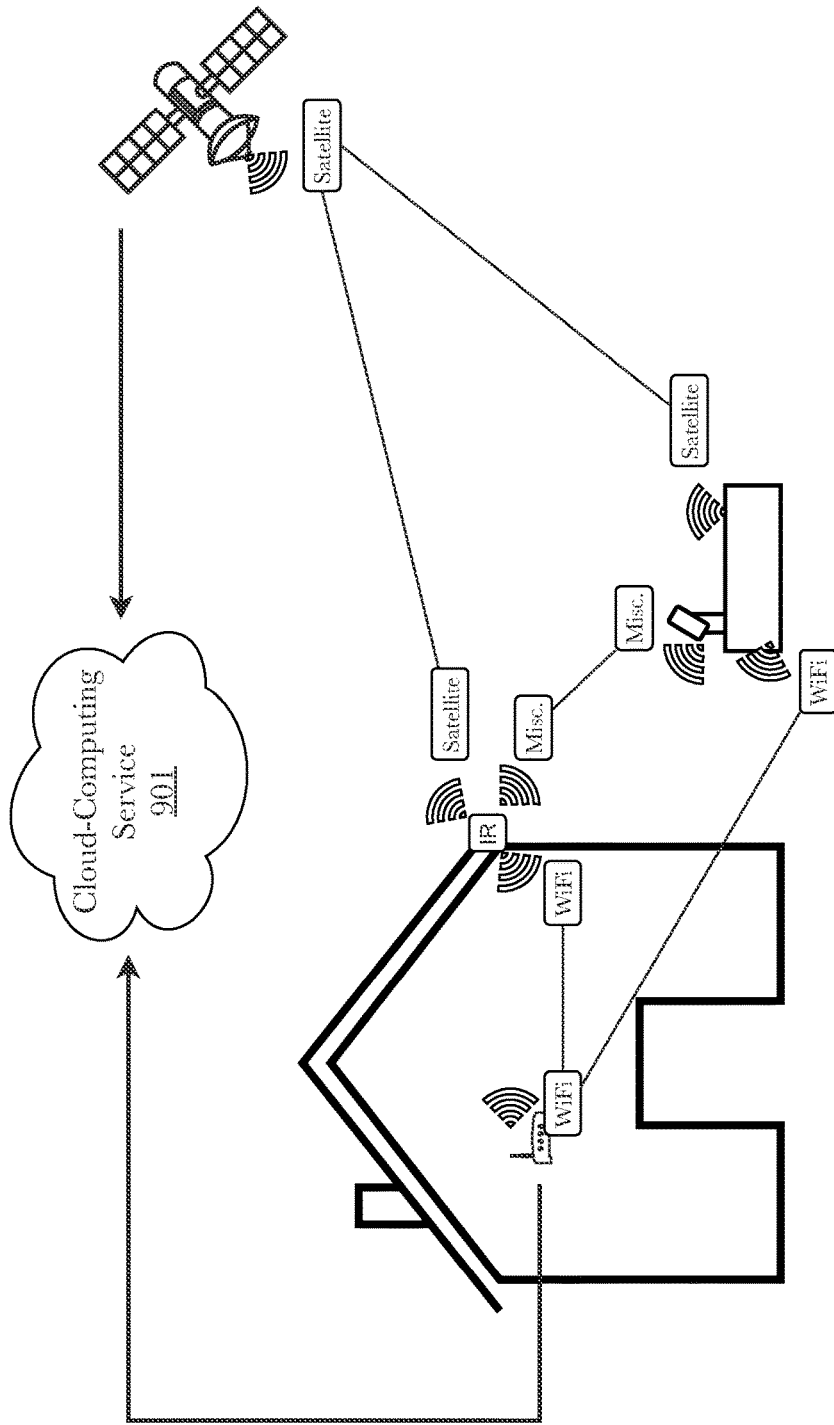 Cloud-Computing
Service
901
Satellite
Satellite
Satellite
Misc.
Misc.
IR
WiFi
WiFi
WiFi